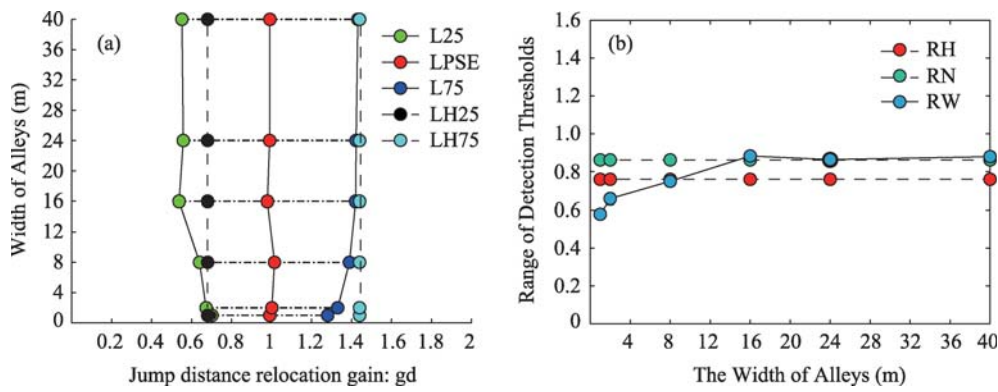 (a)
L25
LPSE
L75
LH25
LH75
Width of Alleys (m)
40
36
32
28
24
20
16
12
8
4
0
0.2 0.4 0.6 0.8 1 1.2 1.4 1.6 1.8 2
Jump distance relocation gain: gd
(b)
RH
RN
RW
Range of Detection Thresholds
1.6
1.4
1.2
1.0
0.8
0.6
0.4
0.2
0
4 8 12 16 20 24 28 32 36 40
The Width of Alleys (m)